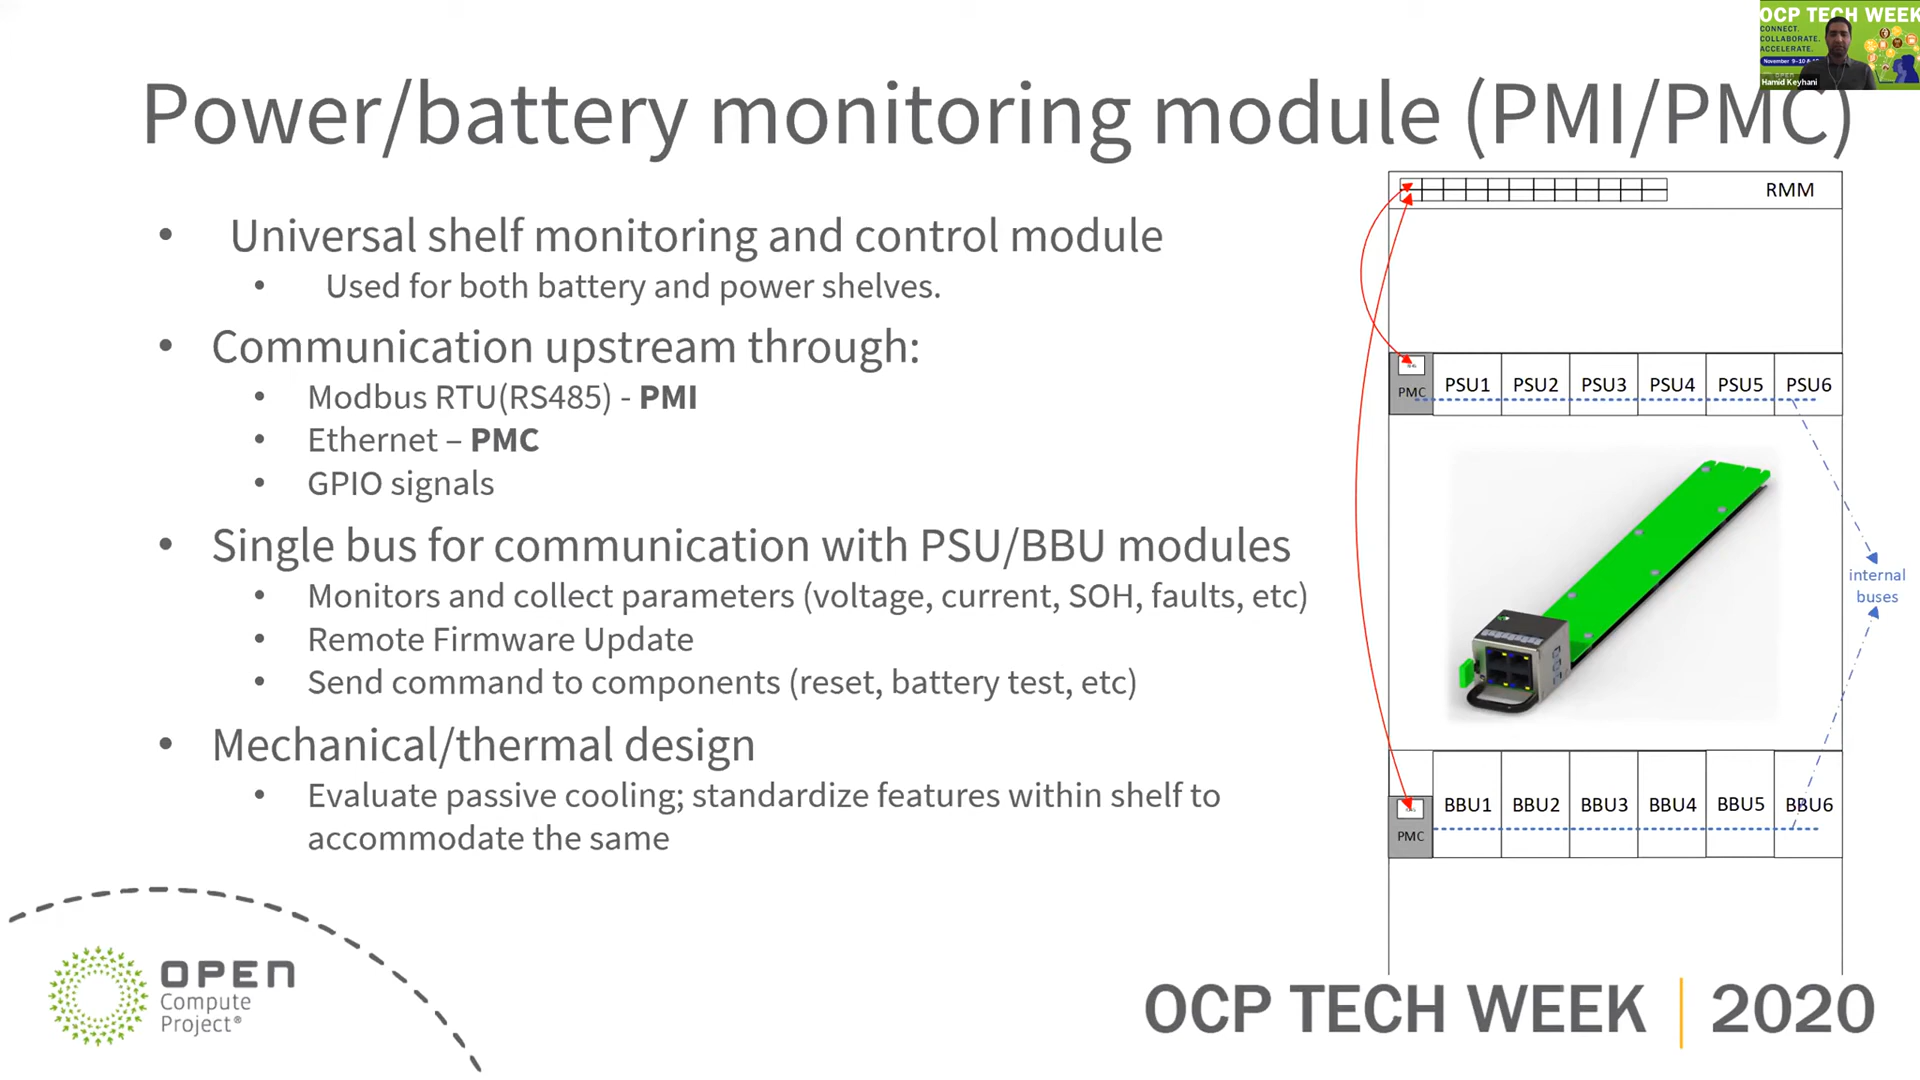 OCP TECH WEEK
CONNECT.
COLLABORATE.
ACCELERATE.
Hamid Keyhani
Power/battery monitoring module (PMI/PMC)
• Universal shelf monitoring and control module
• Used for both battery and power shelves.
• Communication upstream through:
• Modbus RTU(RS485) - PMI
• Ethernet – PMC
• GPIO signals
• Single bus for communication with PSU/BBU modules
• Monitors and collect parameters (voltage, current, SOH, faults, etc)
• Remote Firmware Update
• Send command to components (reset, battery test, etc)
• Mechanical/thermal design
• Evaluate passive cooling; standardize features within shelf to
accommodate the same
RMM
PMC
PSU1
PSU2
PSU3
PSU4
PSU5
PSU6
internal
buses
PMC
BBU1
BBU2
BBU3
BBU4
BBU5
BBU6
OPEN
Compute
Project®
OCP TECH WEEK | 2020